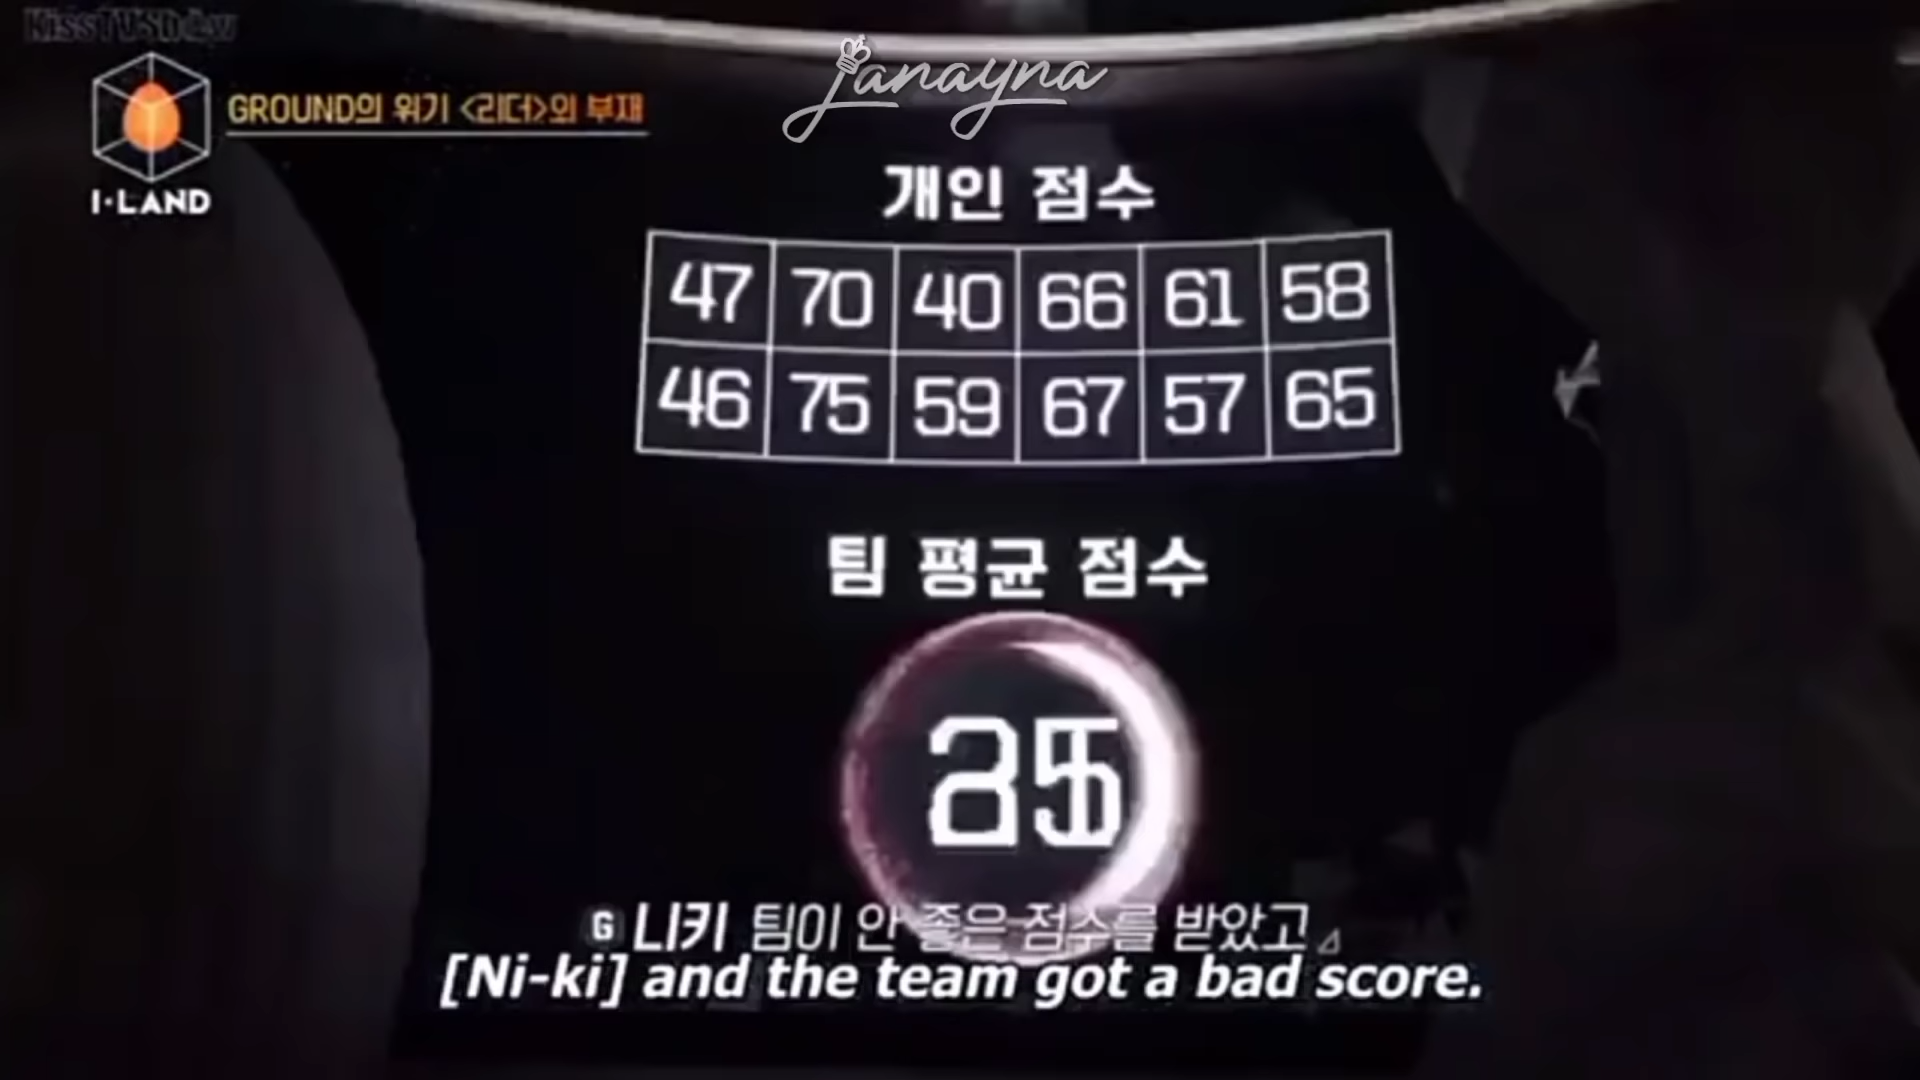 KissTVShow
janayna
GROUND의 위기 <리더>의 부재
I·LAND
개인 점수
47 70 40 66 61 58
46 75 59 67 57 65
팀 평균 점수
G 니키 팀이 안 좋은 점수를 받았고
[Ni-ki] and the team got a bad score.